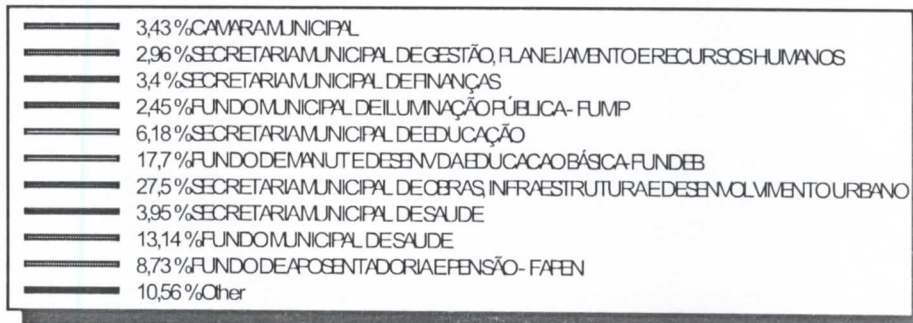 3,43 % CAMARA MUNICIPAL
2,96 % SECRETARIA MUNICIPAL DE GESTÃO, PLANEJAMENTO E RECURSOS HUMANOS
3,4 % SECRETARIA MUNICIPAL DE FINANÇAS
2,45 % FUNDO MUNICIPAL DE ILUMINAÇÃO PÚBLICA - FUMIP
6,18 % SECRETARIA MUNICIPAL DE EDUCAÇÃO
17,7 % FUNDO DE MANUT E DESENV DA EDUCACAO BÁSICA-FUNDEB
27,5 % SECRETARIA MUNICIPAL DE OBRAS, INFRAESTRUTURA E DESENVOLVIMENTO URBANO
3,95 % SECRETARIA MUNICIPAL DE SAUDE
13,14 % FUNDO MUNICIPAL DE SAUDE
8,73 % FUNDO DE APOSENTADORIA E PENSÃO - FAPEN
10,56 % Other